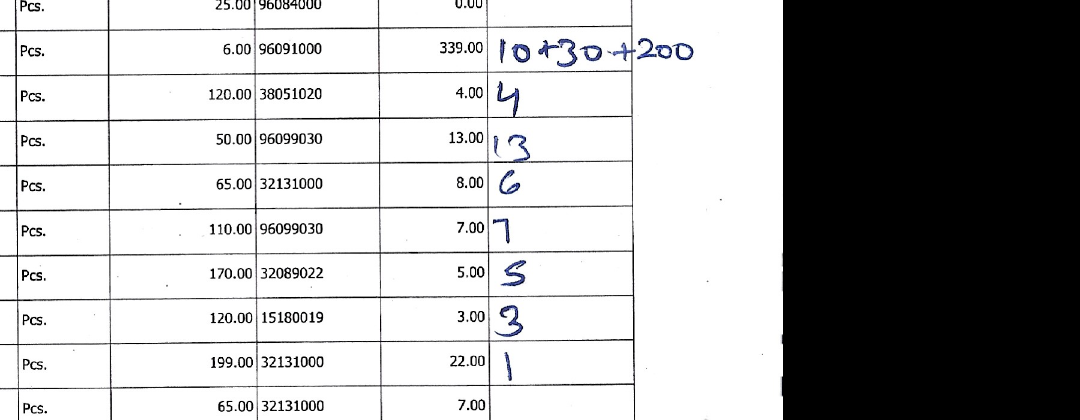 Pcs. 25.00 96084000 0.00
Pcs. 6.00 96091000 339.00 10+30+200
Pcs. 120.00 38051020 4.00 4
Pcs. 50.00 96099030 13.00 13
Pcs. 65.00 32131000 8.00 6
Pcs. 110.00 96099030 7.00 7
Pcs. 170.00 32089022 5.00 5
Pcs. 120.00 15180019 3.00 3
Pcs. 199.00 32131000 22.00 1
Pcs. 65.00 32131000 7.00